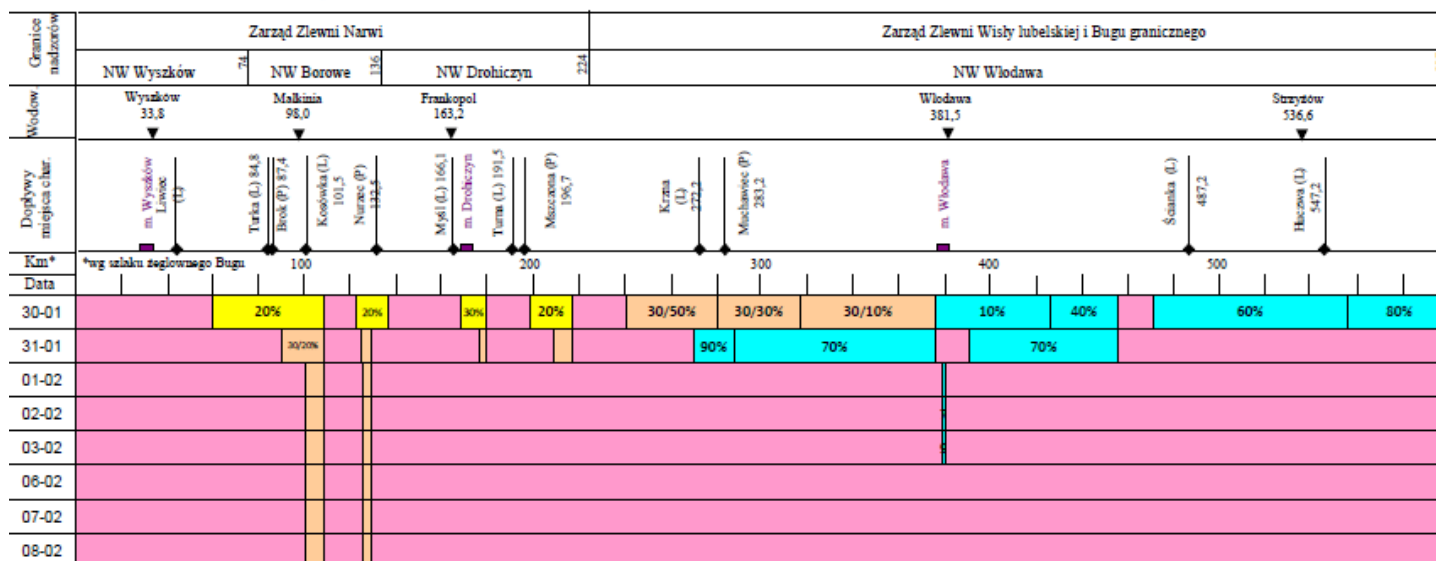 Granice
nadzorów
Zarząd Zlewni Narwi
Zarząd Zlewni Wisły lubelskiej i Bugu granicznego
NW Wyszków
74
NW Borowe
136
NW Drohiczyn
224
NW Włodawa
Wodow.
Wyszków
33,8
Małkinia
98,0
Frankopol
163,2
Włodawa
381,5
Strzyżów
536,6
Dopływy
miejsca char.
m. Wyszków
Liwiec
(L)
Turka (L) 84,8
Brok (P) 87,4
Kosówka (L)
101,5
Nurzec (P)
132,5
Myśl (L) 166,1
m. Drohiczyn
Turna (L) 191,5
Mszczona (P)
196,7
Krzna
(L)
272,2
Muchawiec (P)
283,2
m. Włodawa
Ścianka (L)
487,2
Huczwa (L)
547,2
Km*
*wg szlaku żeglownego Bugu
100
200
300
400
500
Data
30-01
20%
20%
30%
20%
30/50%
30/30%
30/10%
10%
40%
60%
80%
31-01
30/20%
90%
70%
70%
01-02
02-02
03-02
06-02
07-02
08-02